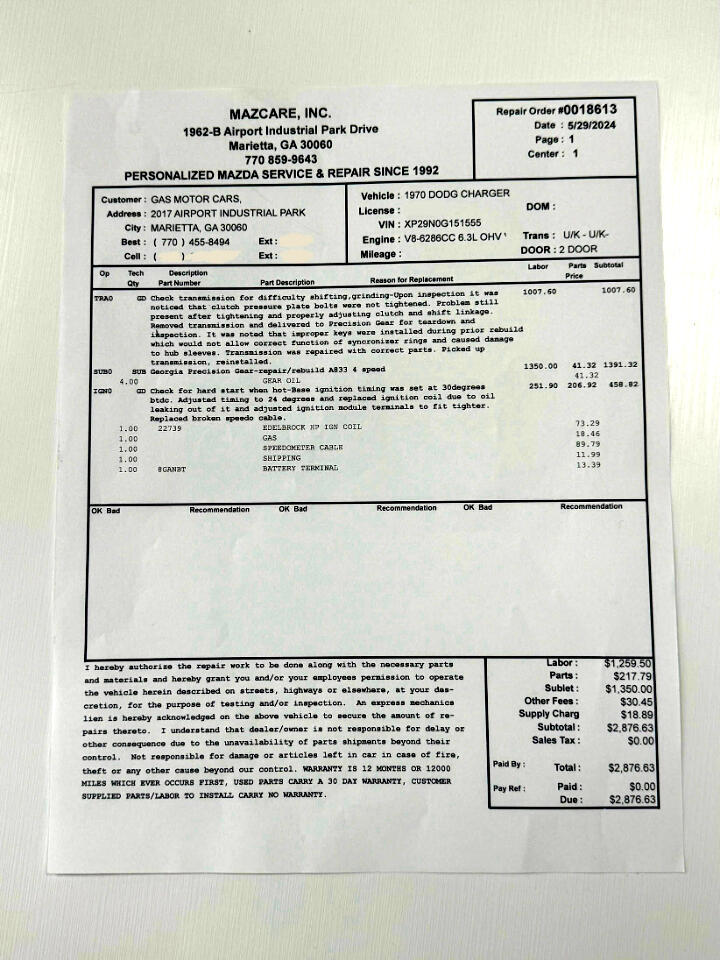 MAZCARE, INC.
1962-B Airport Industrial Park Drive
Marietta, GA 30060
770 859-9643
PERSONALIZED MAZDA SERVICE & REPAIR SINCE 1992
Repair Order #0018613
Date : 5/29/2024
Page : 1
Center : 1
Customer : GAS MOTOR CARS,
Address : 2017 AIRPORT INDUSTRIAL PARK
City : MARIETTA, GA 30060
Best : ( 770 ) 455-8494 Ext :
Cell : ( ) Ext :
Vehicle : 1970 DODG CHARGER
License : DOM :
VIN : XP29N0G151555
Engine : V8-6286CC 6.3L OHV Trans : U/K - U/K-
Mileage : DOOR : 2 DOOR
Op Tech Description Labor Parts Subtotal
Qty Part Number Part Description Reason for Replacement Price
TRA0 GD Check transmission for difficulty shifting,grinding-Upon inspection it was 1007.60 1007.60
noticed that clutch pressure plate bolts were not tightened. Problem still
present after tightening and properly adjusting clutch and shift linkage.
Removed transmission and delivered to Precision Gear for teardown and
inspection. It was noted that improper keys were installed during prior rebuild
which would not allow correct function of syncronizer rings and caused damage
to hub sleeves. Transmission was repaired with correct parts. Picked up
transmission, reinstalled.
SUB0 SUB Georgia Precision Gear-repair/rebuild A833 4 speed 1350.00 41.32 1391.32
4.00 GEAR OIL 41.32
IGN0 GD Check for hard start when hot-Base ignition timing was set at 30degrees 251.90 206.92 458.82
btdc. Adjusted timing to 24 degrees and replaced ignition coil due to oil
leaking out of it and adjusted ignition module terminals to fit tighter.
Replaced broken speedo cable.
1.00 22739 EDELBROCK HP IGN COIL 73.29
1.00 GAS 18.46
1.00 SPEEDOMETER CABLE 89.79
1.00 SHIPPING 11.99
1.00 8GANBT BATTERY TERMINAL 13.39
OK Bad Recommendation OK Bad Recommendation OK Bad Recommendation
I hereby authorize the repair work to be done along with the necessary parts
and materials and hereby grant you and/or your employees permission to operate
the vehicle herein described on streets, highways or elsewhere, at your des-
cretion, for the purpose of testing and/or inspection. An express mechanics
lien is hereby acknowledged on the above vehicle to secure the amount of re-
pairs thereto. I understand that dealer/owner is not responsible for delay or
other consequence due to the unavailability of parts shipments beyond their
control. Not responsible for damage or articles left in car in case of fire,
theft or any other cause beyond our control. WARRANTY IS 12 MONTHS OR 12000
MILES WHICH EVER OCCURS FIRST, USED PARTS CARRY A 30 DAY WARRANTY, CUSTOMER
SUPPLIED PARTS/LABOR TO INSTALL CARRY NO WARRANTY.
Labor : $1,259.50
Parts : $217.79
Sublet : $1,350.00
Other Fees : $30.45
Supply Charg $18.89
Subtotal : $2,876.63
Sales Tax : $0.00
Paid By : Total : $2,876.63
Pay Ref : Paid : $0.00
Due : $2,876.63